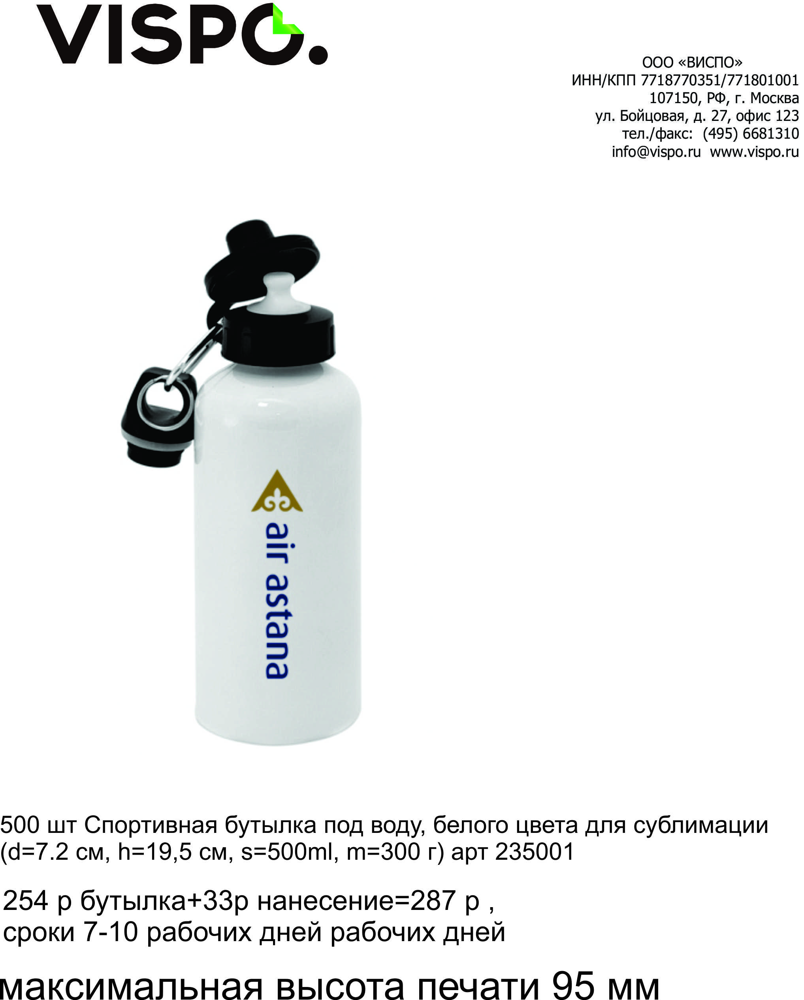 VISPO.
ООО «ВИСПО»
ИНН/КПП 7718770351/771801001
107150, РФ, г. Москва
ул. Бойцовая, д. 27, офис 123
тел./факс: (495) 6681310
info@vispo.ru www.vispo.ru
air astana
500 шт Спортивная бутылка под воду, белого цвета для сублимации
(d=7.2 см, h=19,5 см, s=500ml, m=300 г) арт 235001
254 р бутылка+33р нанесение=287 р ,
сроки 7-10 рабочих дней рабочих дней
максимальная высота печати 95 мм